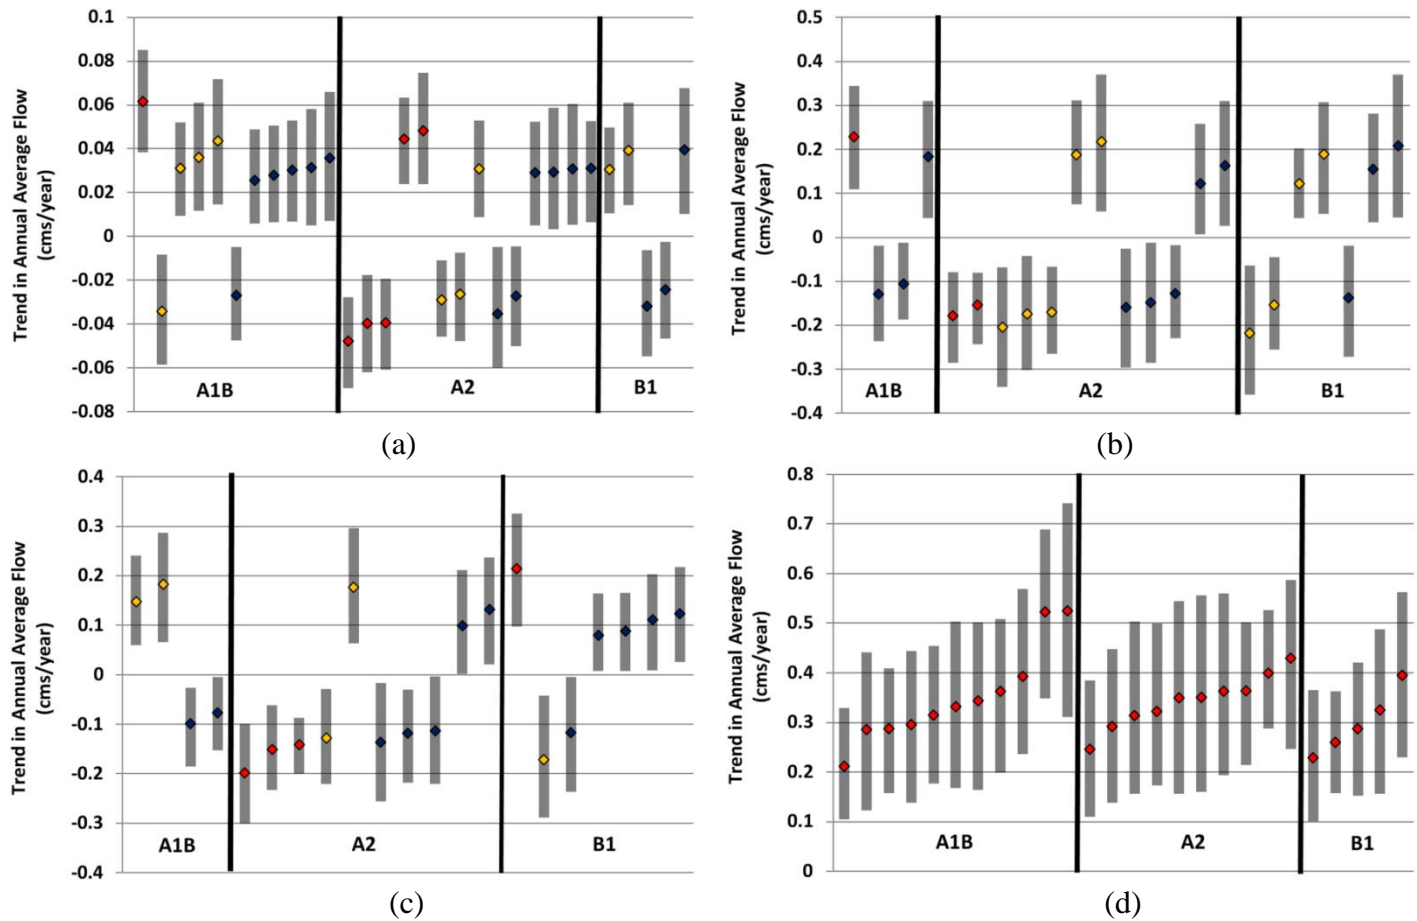 Trend in Annual Average Flow
(cms/year)
0.1
0.08
0.06
0.04
0.02
0
-0.02
-0.04
-0.06
-0.08
A1B
A2
B1
(a)
Trend in Annual Average Flow
(cms/year)
0.5
0.4
0.3
0.2
0.1
0
-0.1
-0.2
-0.3
-0.4
A1B
A2
B1
(b)
Trend in Annual Average Flow
(cms/year)
0.4
0.3
0.2
0.1
0
-0.1
-0.2
-0.3
-0.4
A1B
A2
B1
(c)
Trend in Annual Average Flow
(cms/year)
0.8
0.7
0.6
0.5
0.4
0.3
0.2
0.1
0
A1B
A2
B1
(d)